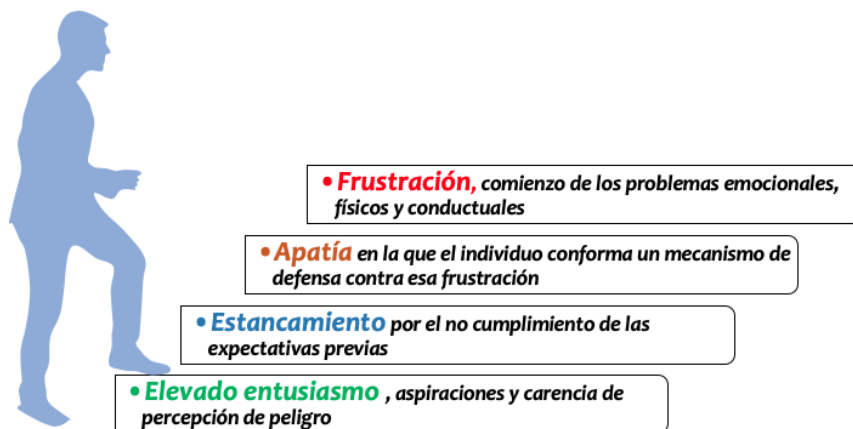 • Frustración, comienzo de los problemas emocionales,
físicos y conductuales
• Apatía en la que el individuo conforma un mecanismo de
defensa contra esa frustración
• Estancamiento por el no cumplimiento de las
expectativas previas
• Elevado entusiasmo , aspiraciones y carencia de
percepción de peligro